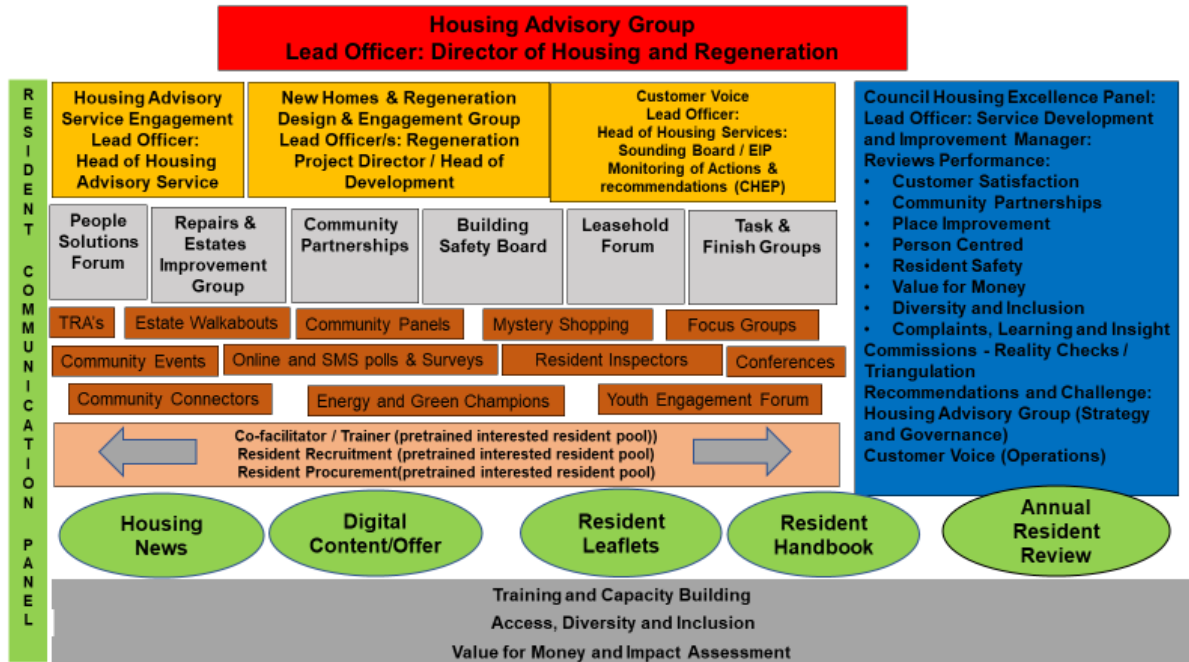 Housing Advisory Group
Lead Officer: Director of Housing and Regeneration
RESIDENT COMMUNICATION PANEL
Housing Advisory
Service Engagement
Lead Officer:
Head of Housing
Advisory Service
New Homes & Regeneration
Design & Engagement Group
Lead Officer/s: Regeneration
Project Director / Head of
Development
Customer Voice
Lead Officer:
Head of Housing Services:
Sounding Board / EIP
Monitoring of Actions &
recommendations (CHEP)
Council Housing Excellence Panel:
Lead Officer: Service Development
and Improvement Manager:
Reviews Performance:
• Customer Satisfaction
• Community Partnerships
• Place Improvement
• Person Centred
• Resident Safety
• Value for Money
• Diversity and Inclusion
• Complaints, Learning and Insight
Commissions - Reality Checks /
Triangulation
Recommendations and Challenge:
Housing Advisory Group (Strategy
and Governance)
Customer Voice (Operations)
People
Solutions
Forum
Repairs &
Estates
Improvement
Group
Community
Partnerships
Building
Safety Board
Leasehold
Forum
Task &
Finish Groups
TRA's
Estate Walkabouts
Community Panels
Mystery Shopping
Focus Groups
Community Events
Online and SMS polls & Surveys
Resident Inspectors
Conferences
Community Connectors
Energy and Green Champions
Youth Engagement Forum
Co-facilitator / Trainer (pretrained interested resident pool))
Resident Recruitment (pretrained interested resident pool)
Resident Procurement(pretrained interested resident pool)
Housing
News
Digital
Content/Offer
Resident
Leaflets
Resident
Handbook
Annual
Resident
Review
Training and Capacity Building
Access, Diversity and Inclusion
Value for Money and Impact Assessment